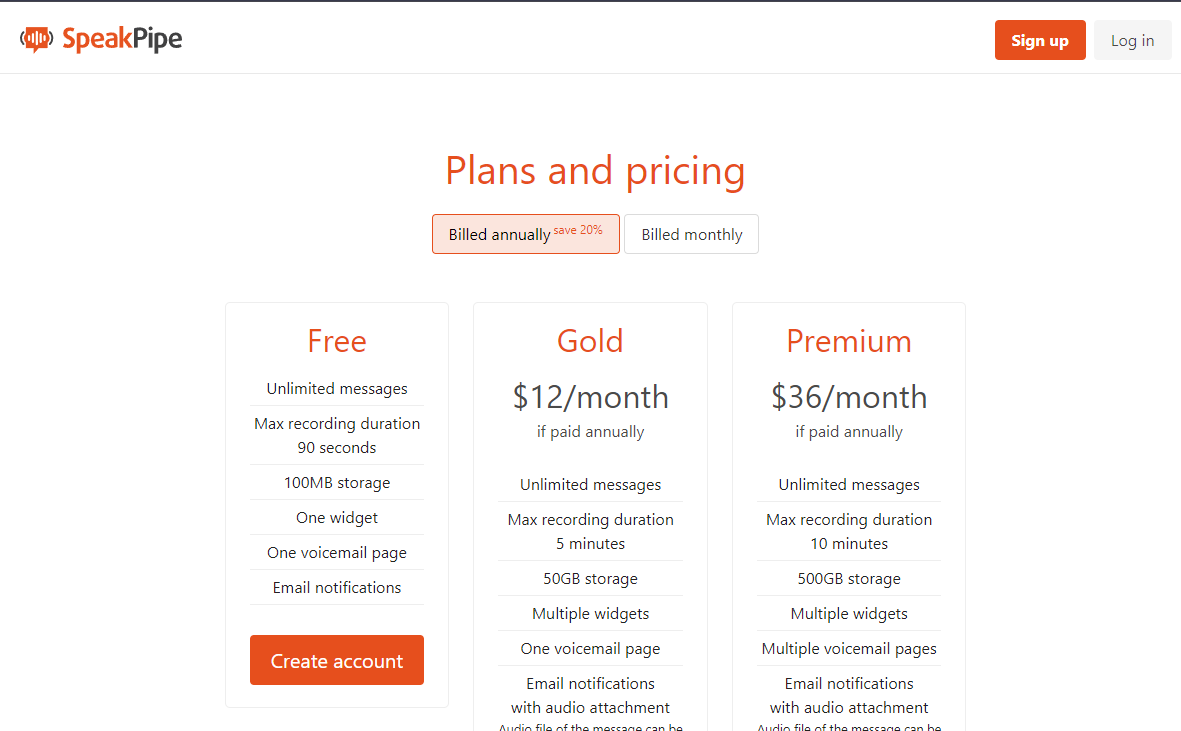 SpeakPipe
Sign up
Log in
Plans and pricing
Billed annually save 20%
Billed monthly
Free
Unlimited messages
Max recording duration
90 seconds
100MB storage
One widget
One voicemail page
Email notifications
Create account
Gold
$12/month
if paid annually
Unlimited messages
Max recording duration
5 minutes
50GB storage
Multiple widgets
One voicemail page
Email notifications
with audio attachment
Audio file of the message can be
Premium
$36/month
if paid annually
Unlimited messages
Max recording duration
10 minutes
500GB storage
Multiple widgets
Multiple voicemail pages
Email notifications
with audio attachment
Audio file of the message can be